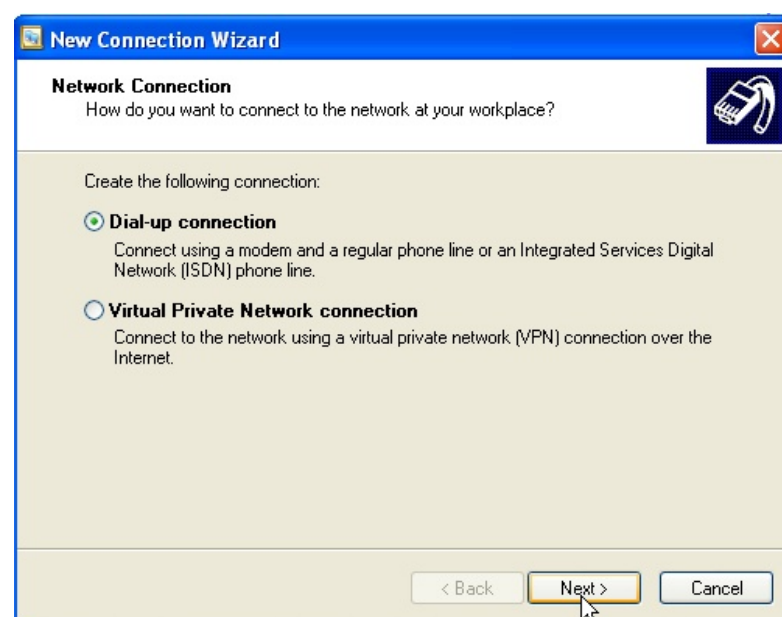 New Connection Wizard
Network Connection
How do you want to connect to the network at your workplace?
Create the following connection:
Dial-up connection
Connect using a modem and a regular phone line or an Integrated Services Digital
Network (ISDN) phone line.
Virtual Private Network connection
Connect to the network using a virtual private network (VPN) connection over the
Internet.
< Back
Next >
Cancel